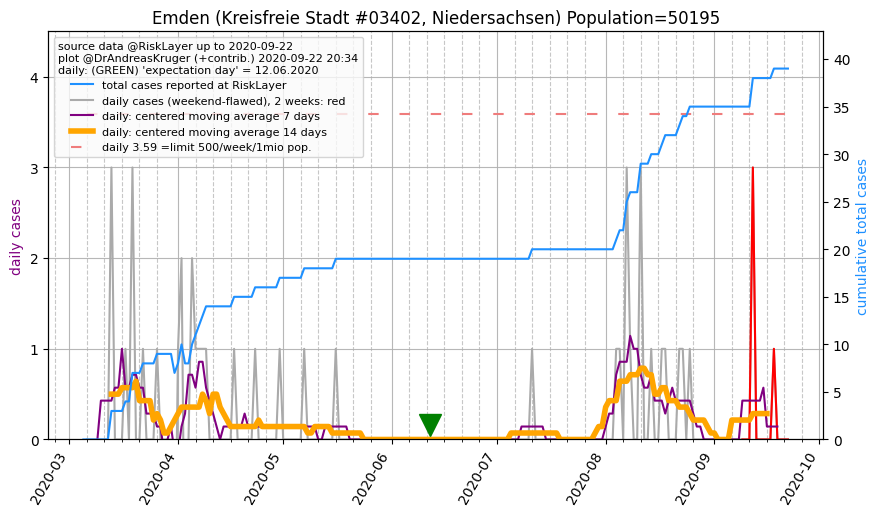 Emden (Kreisfreie Stadt #03402, Niedersachsen) Population=50195
source data @RiskLayer up to 2020-09-22
plot @DrAndreasKruger (+contrib.) 2020-09-22 20:34
daily: (GREEN) 'expectation day' = 12.06.2020
total cases reported at RiskLayer
daily cases (weekend-flawed), 2 weeks: red
daily: centered moving average 7 days
daily: centered moving average 14 days
daily 3.59 =limit 500/week/1mio pop.
daily cases
4
3
2
1
0
cumulative total cases
40
35
30
25
20
15
10
5
0
2020-03
2020-04
2020-05
2020-06
2020-07
2020-08
2020-09
2020-10